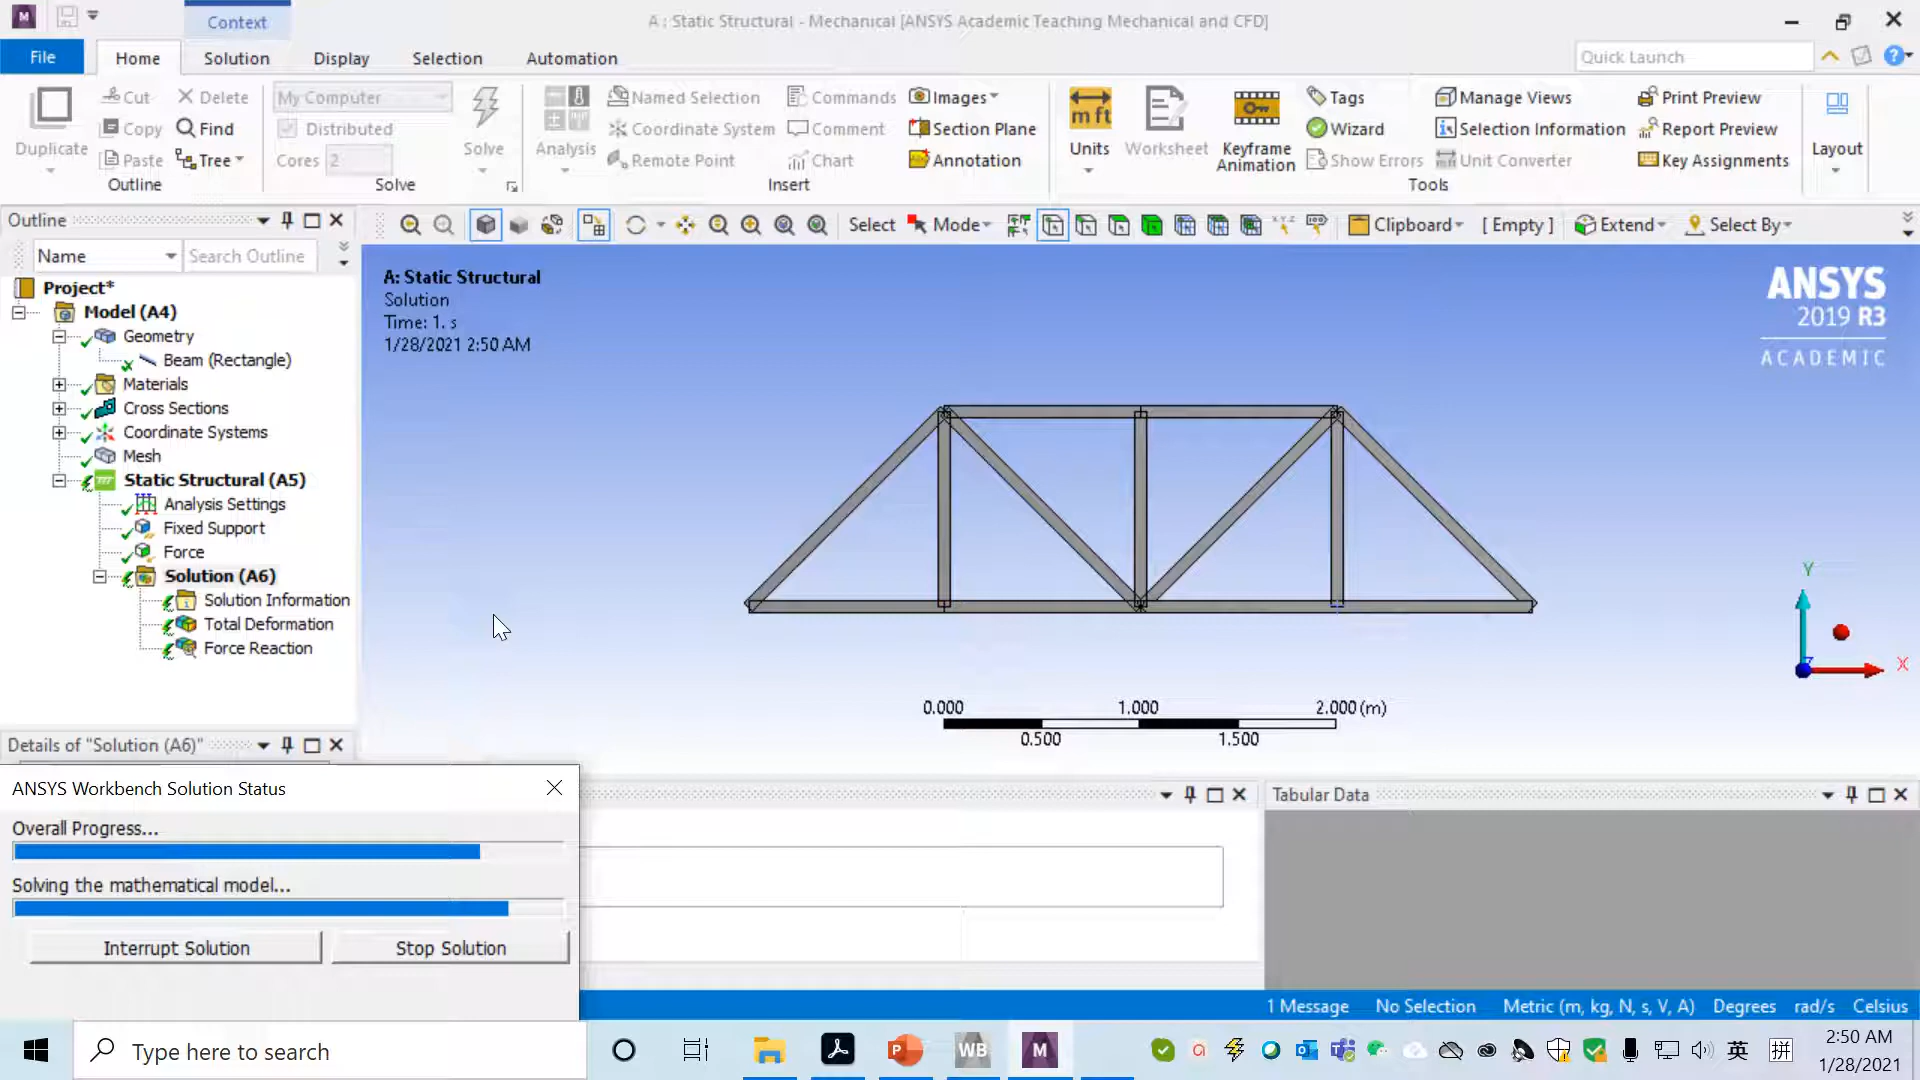 Context
A : Static Structural - Mechanical [ANSYS Academic Teaching Mechanical and CFD]
File
Home
Solution
Display
Selection
Automation
Quick Launch
Duplicate
Cut
Copy
Paste
Delete
Find
Tree
Outline
My Computer
Distributed
Cores 2
Solve
Solve
Analysis
Named Selection
Coordinate System
Remote Point
Commands
Comment
Chart
Images
Section Plane
Annotation
Insert
m ft
Units
Worksheet
Keyframe
Animation
Tags
Wizard
Show Errors
Manage Views
Selection Information
Unit Converter
Print Preview
Report Preview
Key Assignments
Tools
Layout
Outline
Name
Search Outline
Select
Mode
Clipboard
[ Empty ]
Extend
Select By
Project*
Model (A4)
Geometry
Beam (Rectangle)
Materials
Cross Sections
Coordinate Systems
Mesh
Static Structural (A5)
Analysis Settings
Fixed Support
Force
Solution (A6)
Solution Information
Total Deformation
Force Reaction
A: Static Structural
Solution
Time: 1. s
1/28/2021 2:50 AM
ANSYS
2019 R3
ACADEMIC
Y
X
Z
0.000
1.000
2.000 (m)
0.500
1.500
Details of "Solution (A6)"
ANSYS Workbench Solution Status
Overall Progress...
Solving the mathematical model...
Interrupt Solution
Stop Solution
Tabular Data
1 Message
No Selection
Metric (m, kg, N, s, V, A)
Degrees
rad/s
Celsius
Type here to search
WB
M
英
拼
2:50 AM
1/28/2021